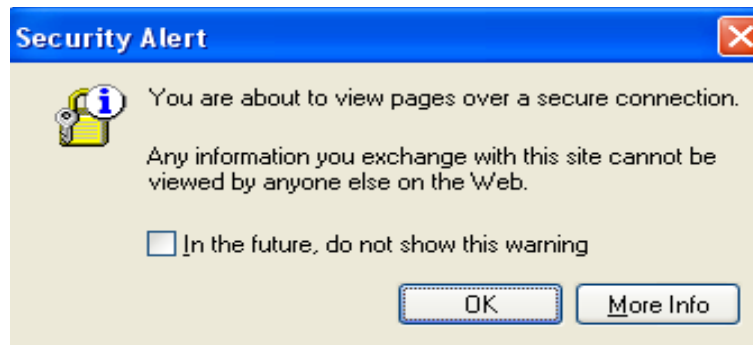 Security Alert
You are about to view pages over a secure connection.
Any information you exchange with this site cannot be
viewed by anyone else on the Web.
In the future, do not show this warning
OK
More Info